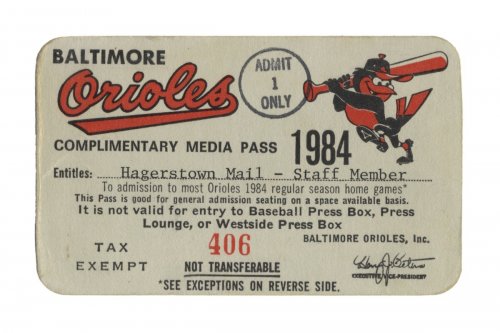 BALTIMORE
Orioles
ADMIT
1
ONLY
COMPLIMENTARY MEDIA PASS 1984
Entitles: Hagerstown Mail - Staff Member
To admission to most Orioles 1984 regular season home games*
This Pass is good for general admission seating on a space available basis.
It is not valid for entry to Baseball Press Box, Press
Lounge, or Westside Press Box
TAX
EXEMPT
406
NOT TRANSFERABLE
BALTIMORE ORIOLES, Inc.
EXECUTIVE VICE-PRESIDENT
*SEE EXCEPTIONS ON REVERSE SIDE.